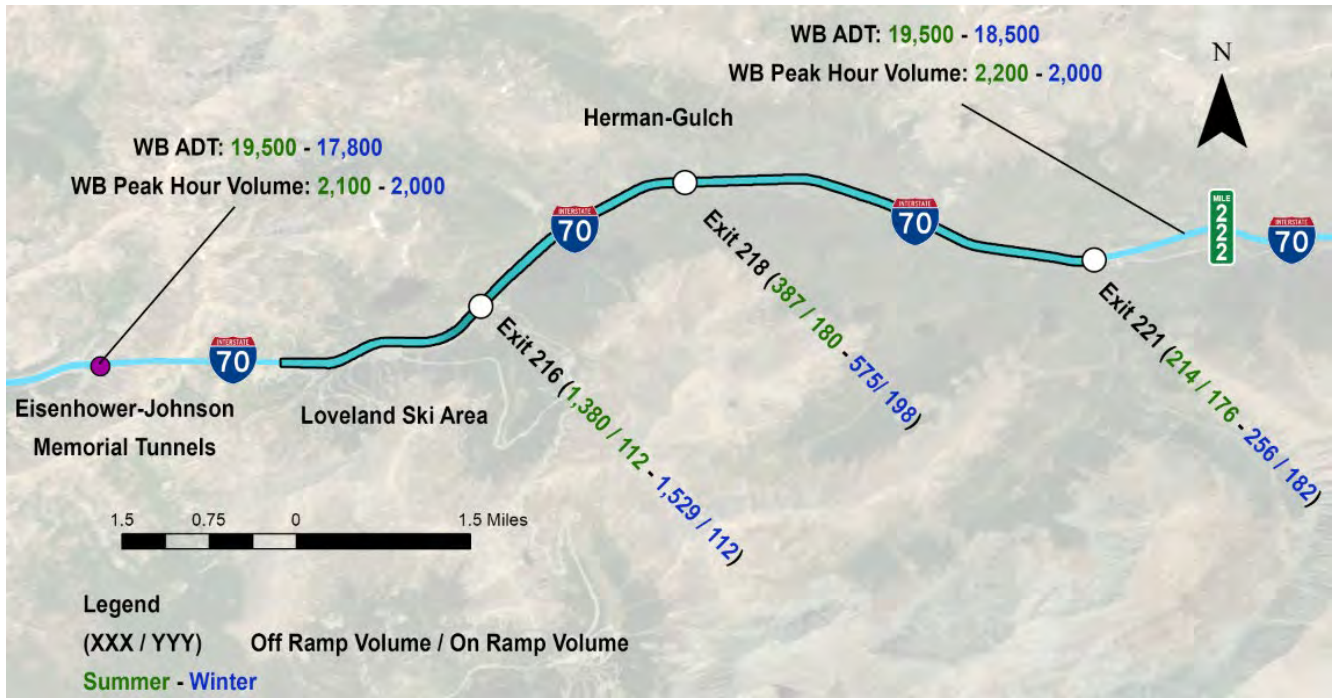 WB ADT: 19,500 - 18,500
WB Peak Hour Volume: 2,200 - 2,000
N
Herman-Gulch
WB ADT: 19,500 - 17,800
WB Peak Hour Volume: 2,100 - 2,000
INTERSTATE
70
INTERSTATE
70
MILE
222
INTERSTATE
70
INTERSTATE
70
Exit 218 (387 / 180 - 575/ 198)
Exit 221 (214 / 176 - 256 / 182)
Exit 216 (1,380 / 112 - 1,529 / 112)
Eisenhower-Johnson
Memorial Tunnels
Loveland Ski Area
1.5 0.75 0 1.5 Miles
Legend
(XXX / YYY) Off Ramp Volume / On Ramp Volume
Summer - Winter